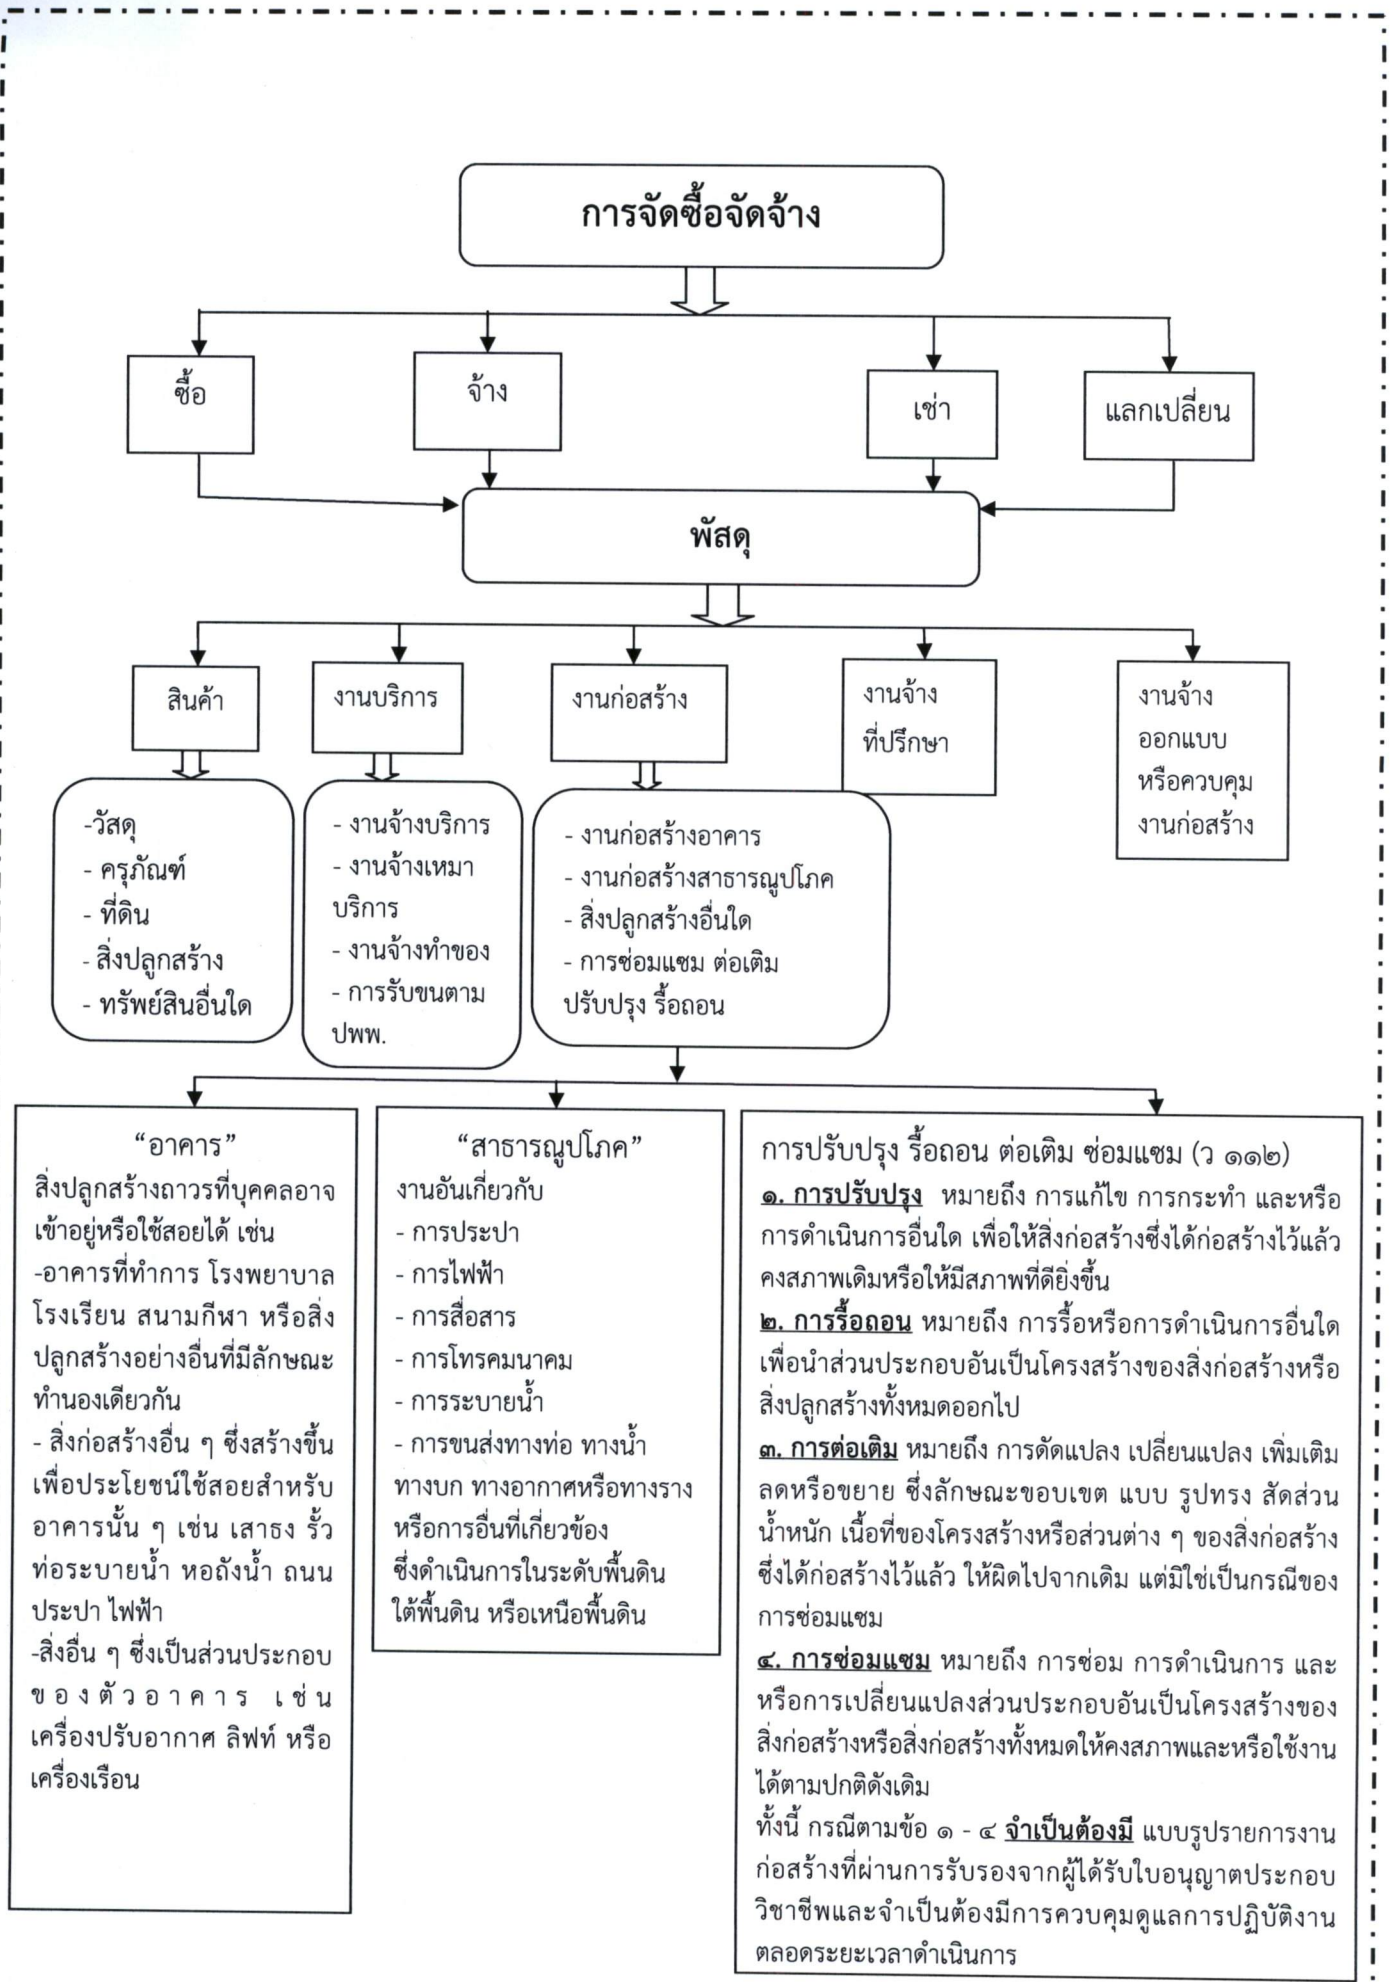 การจัดซื้อจัดจ้าง
ซื้อ
จ้าง
เช่า
แลกเปลี่ยน
พัสดุ
สินค้า
งานบริการ
งานก่อสร้าง
งานจ้าง
ที่ปรึกษา
งานจ้าง
ออกแบบ
หรือควบคุม
งานก่อสร้าง
-วัสดุ
- ครุภัณฑ์
- ที่ดิน
- สิ่งปลูกสร้าง
- ทรัพย์สินอื่นใด
- งานจ้างบริการ
- งานจ้างเหมา
บริการ
- งานจ้างทำของ
- การรับขนตาม
ปพพ.
- งานก่อสร้างอาคาร
- งานก่อสร้างสาธารณูปโภค
- สิ่งปลูกสร้างอื่นใด
- การซ่อมแซม ต่อเติม
ปรับปรุง รื้อถอน
“อาคาร”
สิ่งปลูกสร้างถาวรที่บุคคลอาจ
เข้าอยู่หรือใช้สอยได้ เช่น
-อาคารที่ทำการ โรงพยาบาล
โรงเรียน สนามกีฬา หรือสิ่ง
ปลูกสร้างอย่างอื่นที่มีลักษณะ
ทำนองเดียวกัน
- สิ่งก่อสร้างอื่น ๆ ซึ่งสร้างขึ้น
เพื่อประโยชน์ใช้สอยสำหรับ
อาคารนั้น ๆ เช่น เสาธง รั้ว
ท่อระบายน้ำ หอถังน้ำ ถนน
ประปา ไฟฟ้า
-สิ่งอื่น ๆ ซึ่งเป็นส่วนประกอบ
ของตัวอาคาร เช่น
เครื่องปรับอากาศ ลิฟท์ หรือ
เครื่องเรือน
“สาธารณูปโภค”
งานอันเกี่ยวกับ
- การประปา
- การไฟฟ้า
- การสื่อสาร
- การโทรคมนาคม
- การระบายน้ำ
- การขนส่งทางท่อ ทางน้ำ
ทางบก ทางอากาศหรือทางราง
หรือการอื่นที่เกี่ยวข้อง
ซึ่งดำเนินการในระดับพื้นดิน
ใต้พื้นดิน หรือเหนือพื้นดิน
การปรับปรุง รื้อถอน ต่อเติม ซ่อมแซม (ว ๑๑๒)
๑. การปรับปรุง หมายถึง การแก้ไข การกระทำ และหรือ
การดำเนินการอื่นใด เพื่อให้สิ่งก่อสร้างซึ่งได้ก่อสร้างไว้แล้ว
คงสภาพเดิมหรือให้มีสภาพที่ดียิ่งขึ้น
๒. การรื้อถอน หมายถึง การรื้อหรือการดำเนินการอื่นใด
เพื่อนำส่วนประกอบอันเป็นโครงสร้างของสิ่งก่อสร้างหรือ
สิ่งปลูกสร้างทั้งหมดออกไป
๓. การต่อเติม หมายถึง การดัดแปลง เปลี่ยนแปลง เพิ่มเติม
ลดหรือขยาย ซึ่งลักษณะขอบเขต แบบ รูปทรง สัดส่วน
น้ำหนัก เนื้อที่ของโครงสร้างหรือส่วนต่าง ๆ ของสิ่งก่อสร้าง
ซึ่งได้ก่อสร้างไว้แล้ว ให้ผิดไปจากเดิม แต่มิใช่เป็นกรณีของ
การซ่อมแซม
๔. การซ่อมแซม หมายถึง การซ่อม การดำเนินการ และ
หรือการเปลี่ยนแปลงส่วนประกอบอันเป็นโครงสร้างของ
สิ่งก่อสร้างหรือสิ่งก่อสร้างทั้งหมดให้คงสภาพและหรือใช้งาน
ได้ตามปกติดังเดิม
ทั้งนี้ กรณีตามข้อ ๑ - ๔ จำเป็นต้องมี แบบรูปรายการงาน
ก่อสร้างที่ผ่านการรับรองจากผู้ได้รับใบอนุญาตประกอบ
วิชาชีพและจำเป็นต้องมีการควบคุมดูแลการปฏิบัติงาน
ตลอดระยะเวลาดำเนินการ